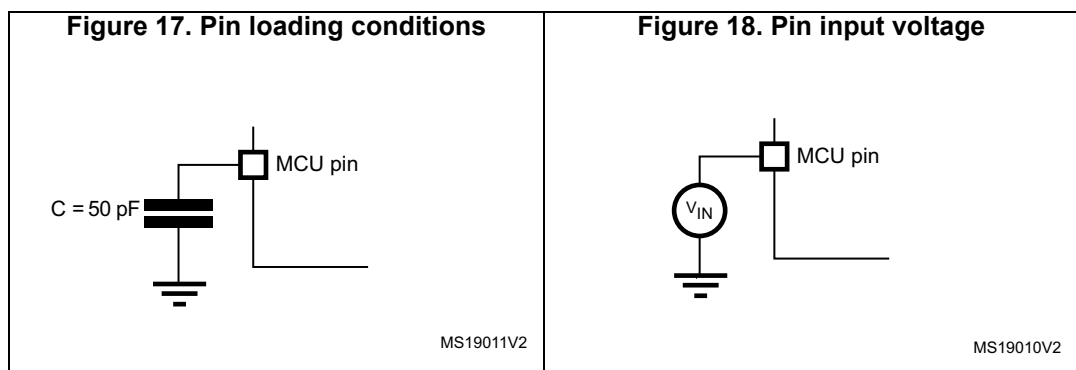 Figure 17. Pin loading conditions
MCU pin
C = 50 pF
MS19011V2
Figure 18. Pin input voltage
MCU pin
VIN
MS19010V2